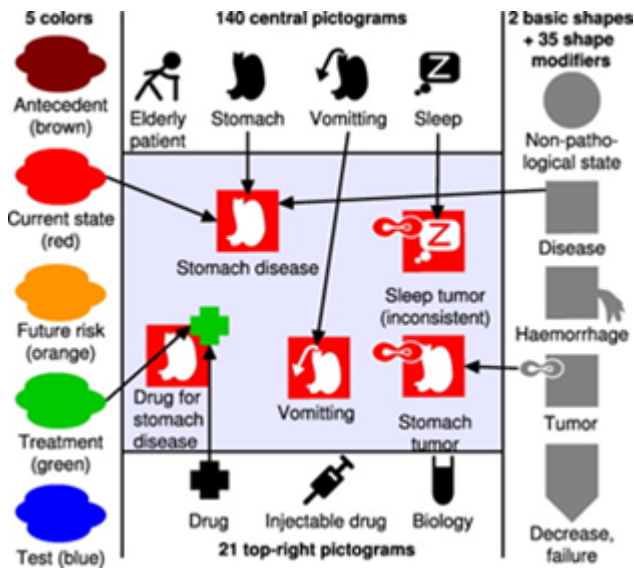 5 colors
140 central pictograms
2 basic shapes
+ 35 shape
modifiers
Antecedent
(brown)
Elderly
patient
Stomach
Vomitting
Z
Sleep
Non-patho-
logical state
Current state
(red)
Stomach disease
Z
Sleep tumor
(inconsistent)
Disease
Future risk
(orange)
Haemorrhage
Drug for
stomach
disease
Vomitting
Stomach
tumor
Treatment
(green)
Tumor
Drug
Injectable drug
Biology
Test (blue)
21 top-right pictograms
Decrease,
failure